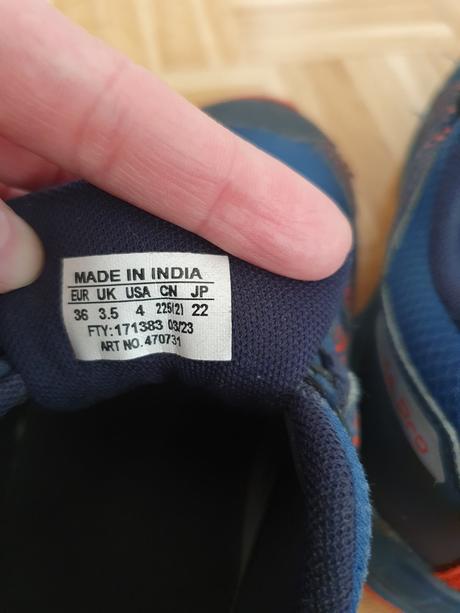 MADE IN INDIA
EUR UK USA CN JP
36 3.5 4 225(2) 22
FTY:171383 03/23
ART NO.470731
Pro